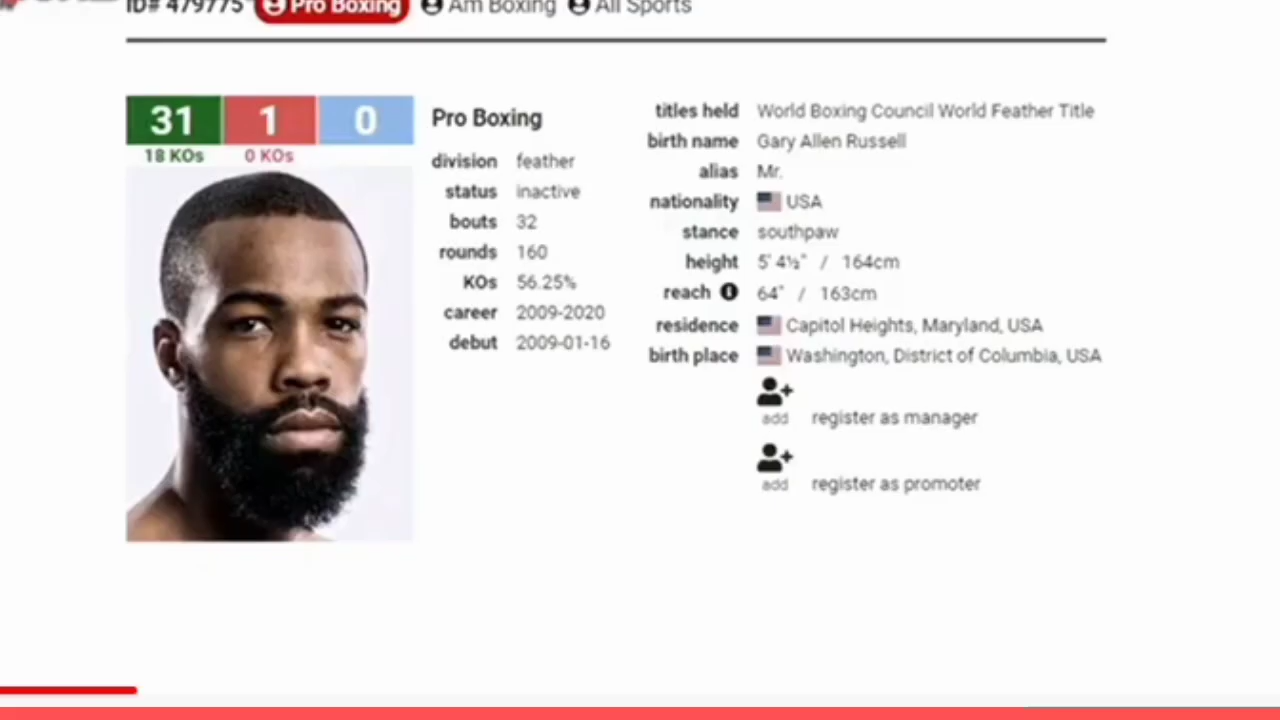 ID# 479775 Pro Boxing Am Boxing All Sports
31 1 0
18 KOs 0 KOs
Pro Boxing
division feather
status inactive
bouts 32
rounds 160
KOs 56.25%
career 2009-2020
debut 2009-01-16
titles held World Boxing Council World Feather Title
birth name Gary Allen Russell
alias Mr.
nationality USA
stance southpaw
height 5' 4½" / 164cm
reach 64" / 163cm
residence Capitol Heights, Maryland, USA
birth place Washington, District of Columbia, USA
add register as manager
add register as promoter